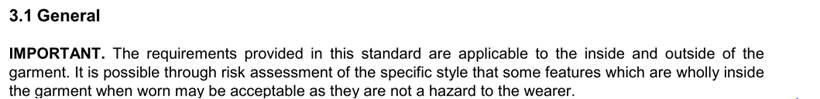 3.1 General
IMPORTANT. The requirements provided in this standard are applicable to the inside and outside of the
garment. It is possible through risk assessment of the specific style that some features which are wholly inside
the garment when worn may be acceptable as they are not a hazard to the wearer.